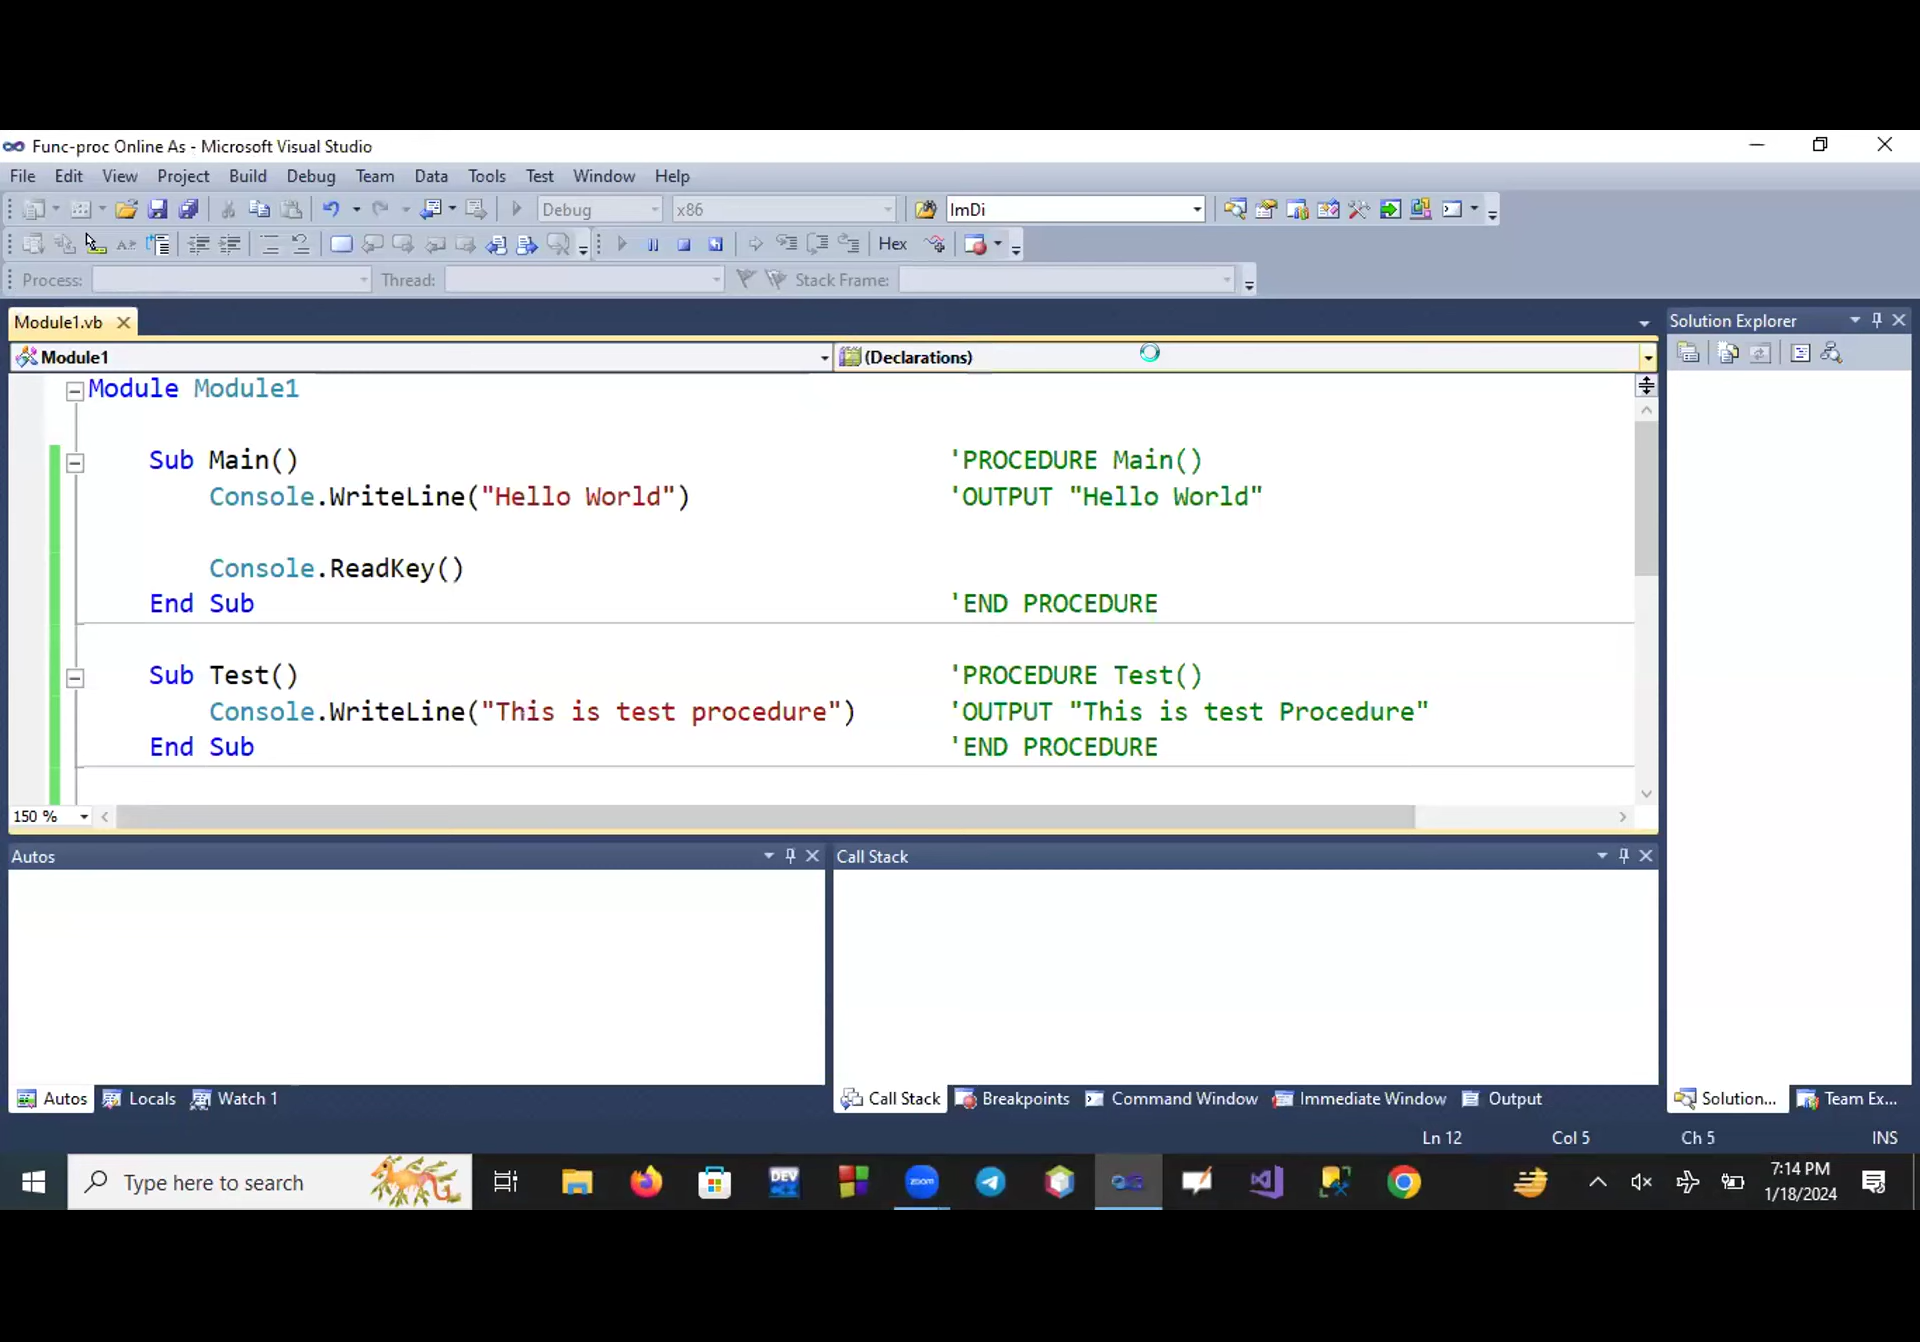 Func-proc Online As - Microsoft Visual Studio
File Edit View Project Build Debug Team Data Tools Test Window Help
Debug x86 ImDi
Hex
Process: Thread: Stack Frame:
Module1.vb
Solution Explorer
Module1 (Declarations)
Module Module1
Sub Main() 'PROCEDURE Main()
Console.WriteLine("Hello World") 'OUTPUT "Hello World"
Console.ReadKey()
End Sub 'END PROCEDURE
Sub Test() 'PROCEDURE Test()
Console.WriteLine("This is test procedure") 'OUTPUT "This is test Procedure"
End Sub 'END PROCEDURE
150 %
Autos Call Stack
Autos Locals Watch 1 Call Stack Breakpoints Command Window Immediate Window Output Solution... Team Ex...
Ln 12 Col 5 Ch 5 INS
Type here to search DEV zoom 7:14 PM
1/18/2024